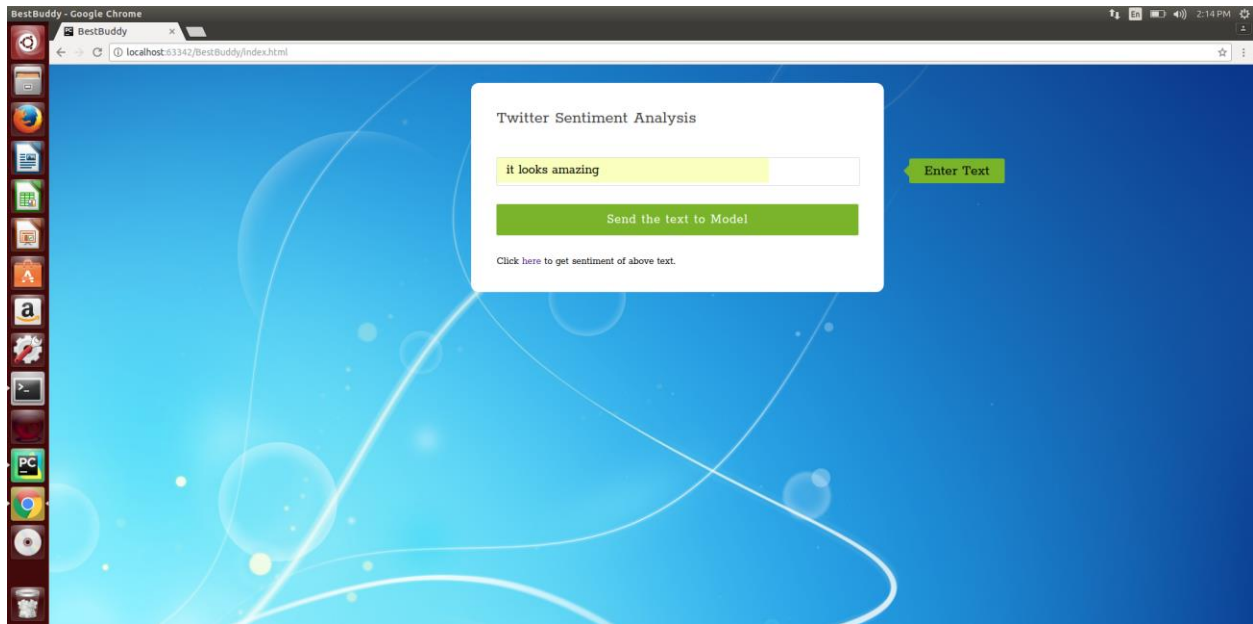 BestBuddy - Google Chrome
En
2:14 PM
BestBuddy
localhost:63342/BestBuddy/index.html
Twitter Sentiment Analysis
it looks amazing
Enter Text
Send the text to Model
Click here to get sentiment of above text.